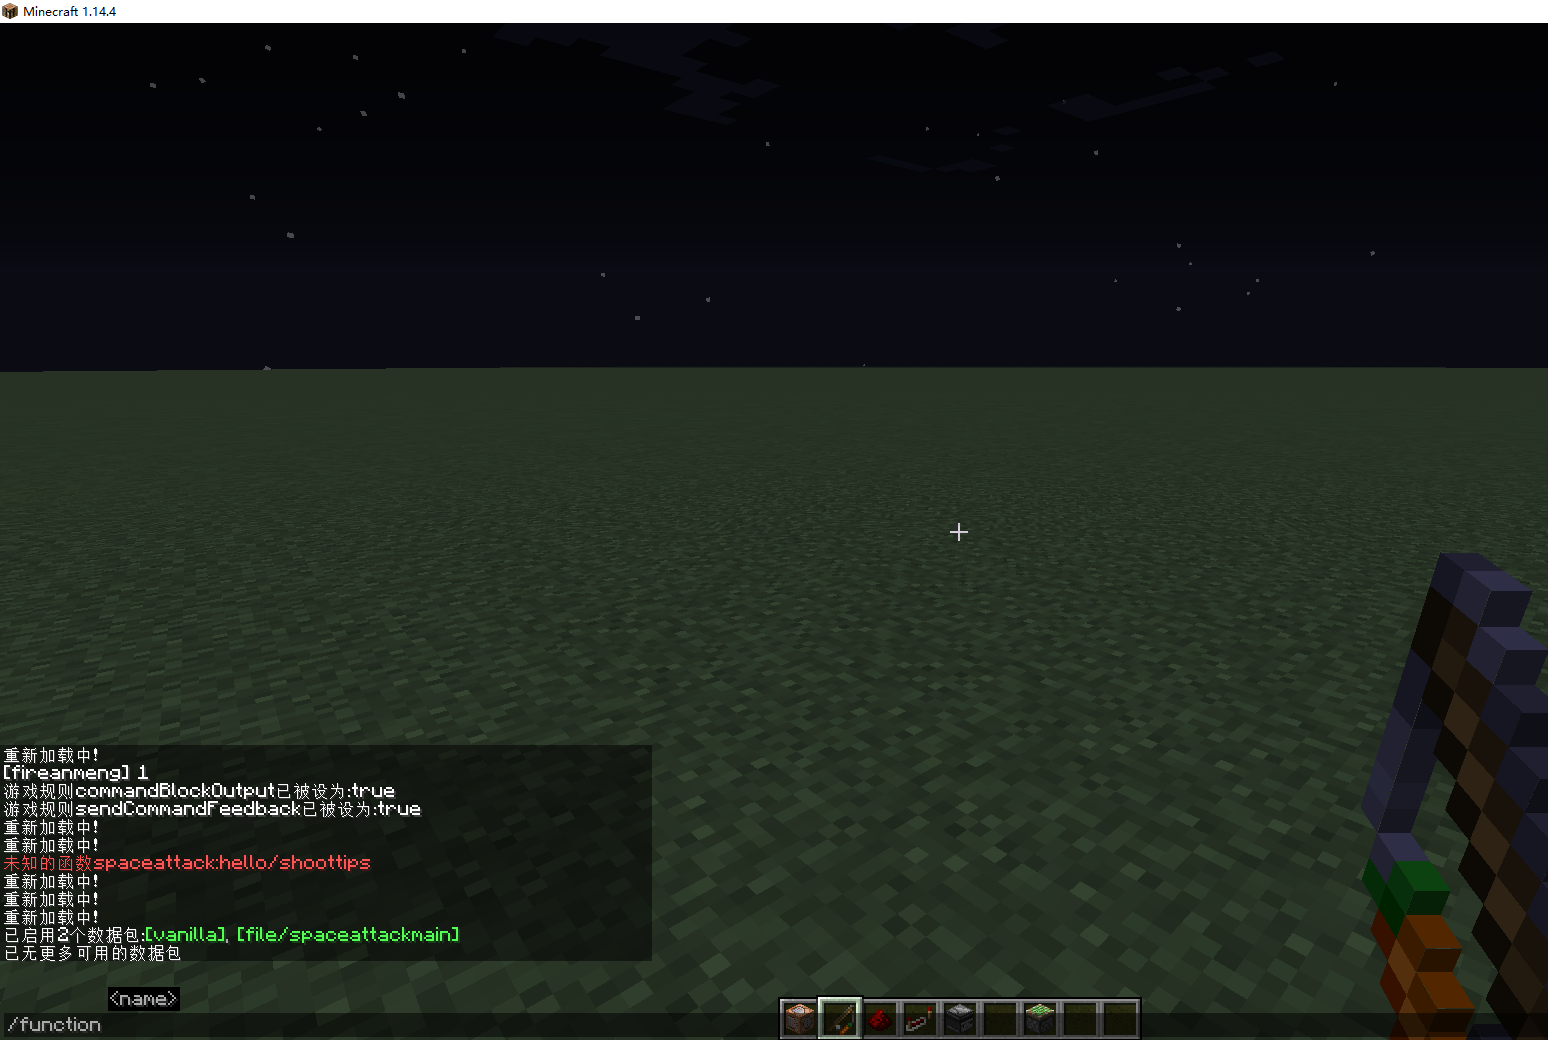 Minecraft 1.14.4
重新加载中!
[fireanmeng] 1
游戏规则commandBlockOutput已被设为:true
游戏规则sendCommandFeedback已被设为:true
重新加载中!
重新加载中!
未知的函数spaceattack:hello/shoottips
重新加载中!
重新加载中!
重新加载中!
已启用2个数据包:[vanilla], [file/spaceattackmain]
已无更多可用的数据包
<name>
/function